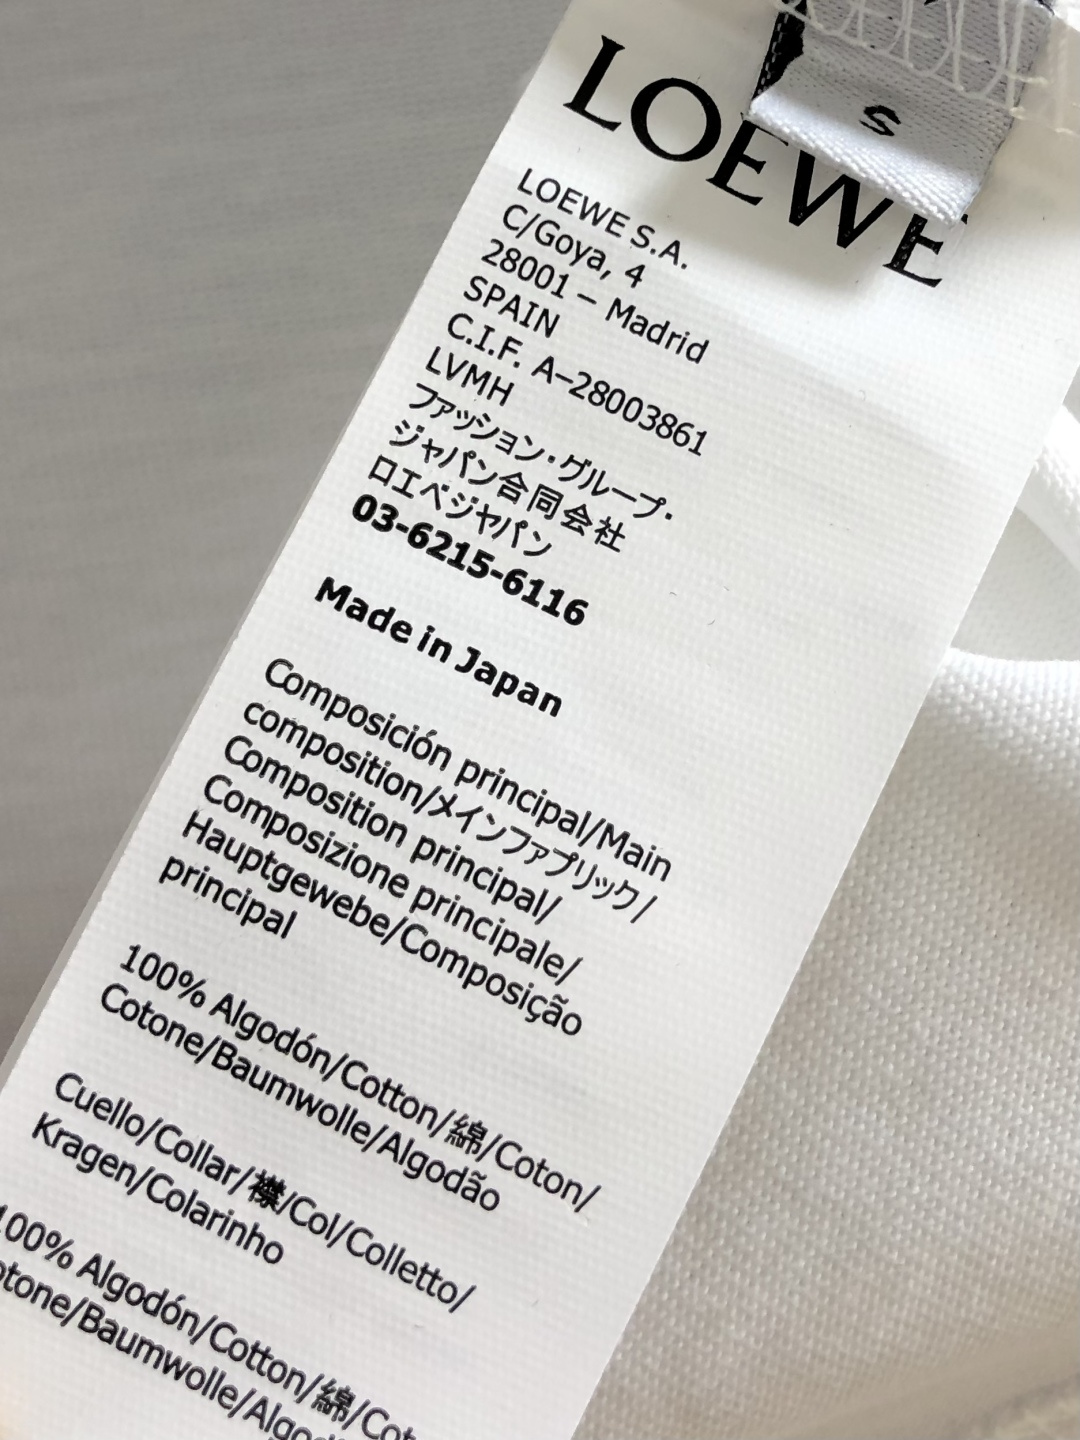 S
LOEWE
LOEWE S.A.
C/Goya, 4
28001 – Madrid
SPAIN
C.I.F. A–28003861
LVMH
ファッション・グループ・
ジャパン合同会社
ロエベジャパン
03-6215-6116
Made in Japan
Composición principal/Main
composition/メインファブリック/
Composition principal/
Composizione principale/
Hauptgewebe/Composição
principal
100% Algodón/Cotton/綿/Coton/
Cotone/Baumwolle/Algodão
Cuello/Collar/襟/Col/Colletto/
Kragen/Colarinho
100% Algodón/Cotton/綿/Cot
otone/Baumwolle/Algod